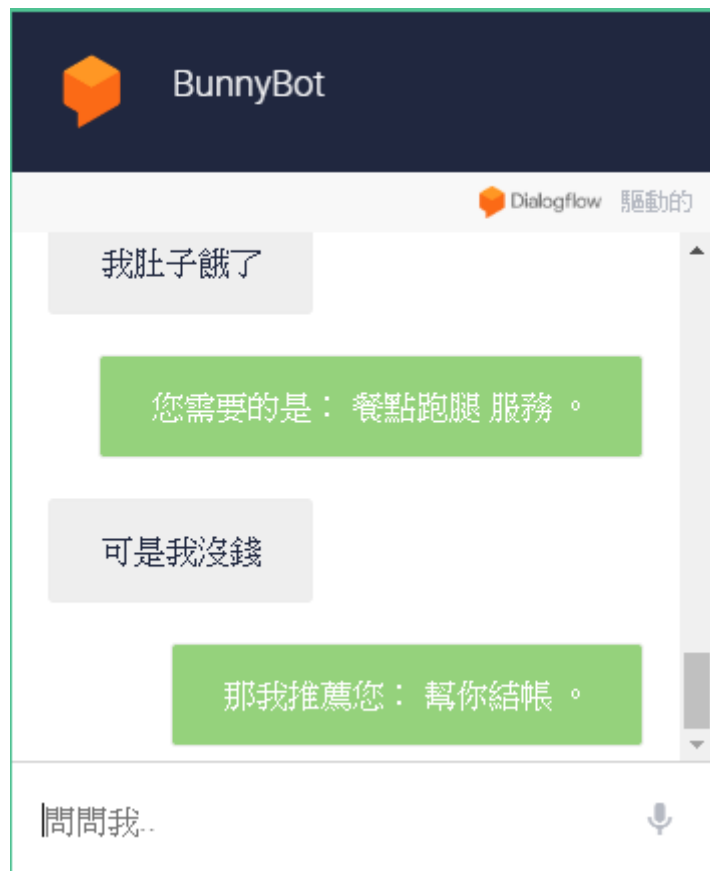 BunnyBot
Dialogflow 驅動的
我肚子餓了
您需要的是： 餐點跑腿 服務 。
可是我沒錢
那我推薦您： 幫你結帳 。
問問我..